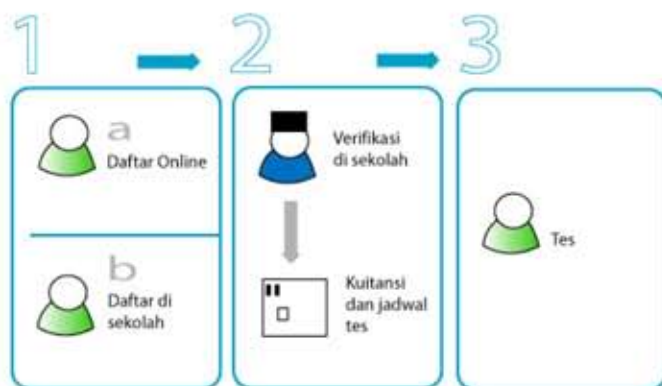 1
2
3
a
Daftar Online
b
Daftar di
sekolah
Verifikasi
di sekolah
Kuitansi
dan jadwal
tes
Tes